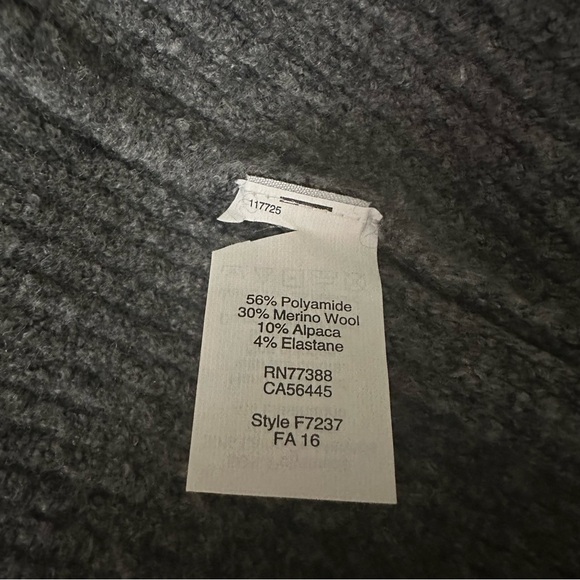 117725
56% Polyamide
30% Merino Wool
10% Alpaca
4% Elastane
RN77388
CA56445
Style F7237
FA 16